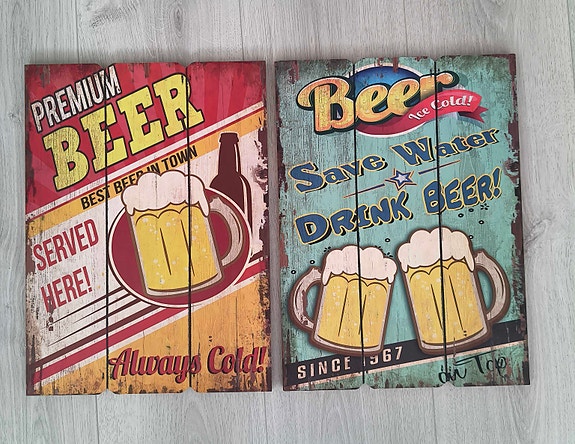 PREMIUM
BEER
BEST BEER IN TOWN
SERVED
HERE!
Always Cold!
Beer
Ice Cold!
Save Water
DRINK BEER!
SINCE 1967